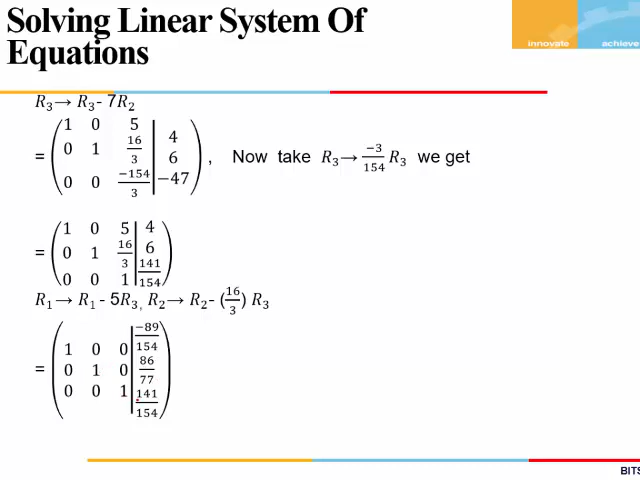 Solving Linear System Of
Equations
innovate achieve
R₃→ R₃- 7R₂
= (1 0 5 | 4
0 1 16/3 | 6
0 0 −154/3 | −47) , Now take R₃→ −3/154 R₃ we get
= (1 0 5 | 4
0 1 16/3 | 6
0 0 1 | 141/154)
R₁→ R₁ - 5R₃, R₂→ R₂- (16/3) R₃
= (1 0 0 | −89/154
0 1 0 | 86/77
0 0 1 | 141/154)
BITS